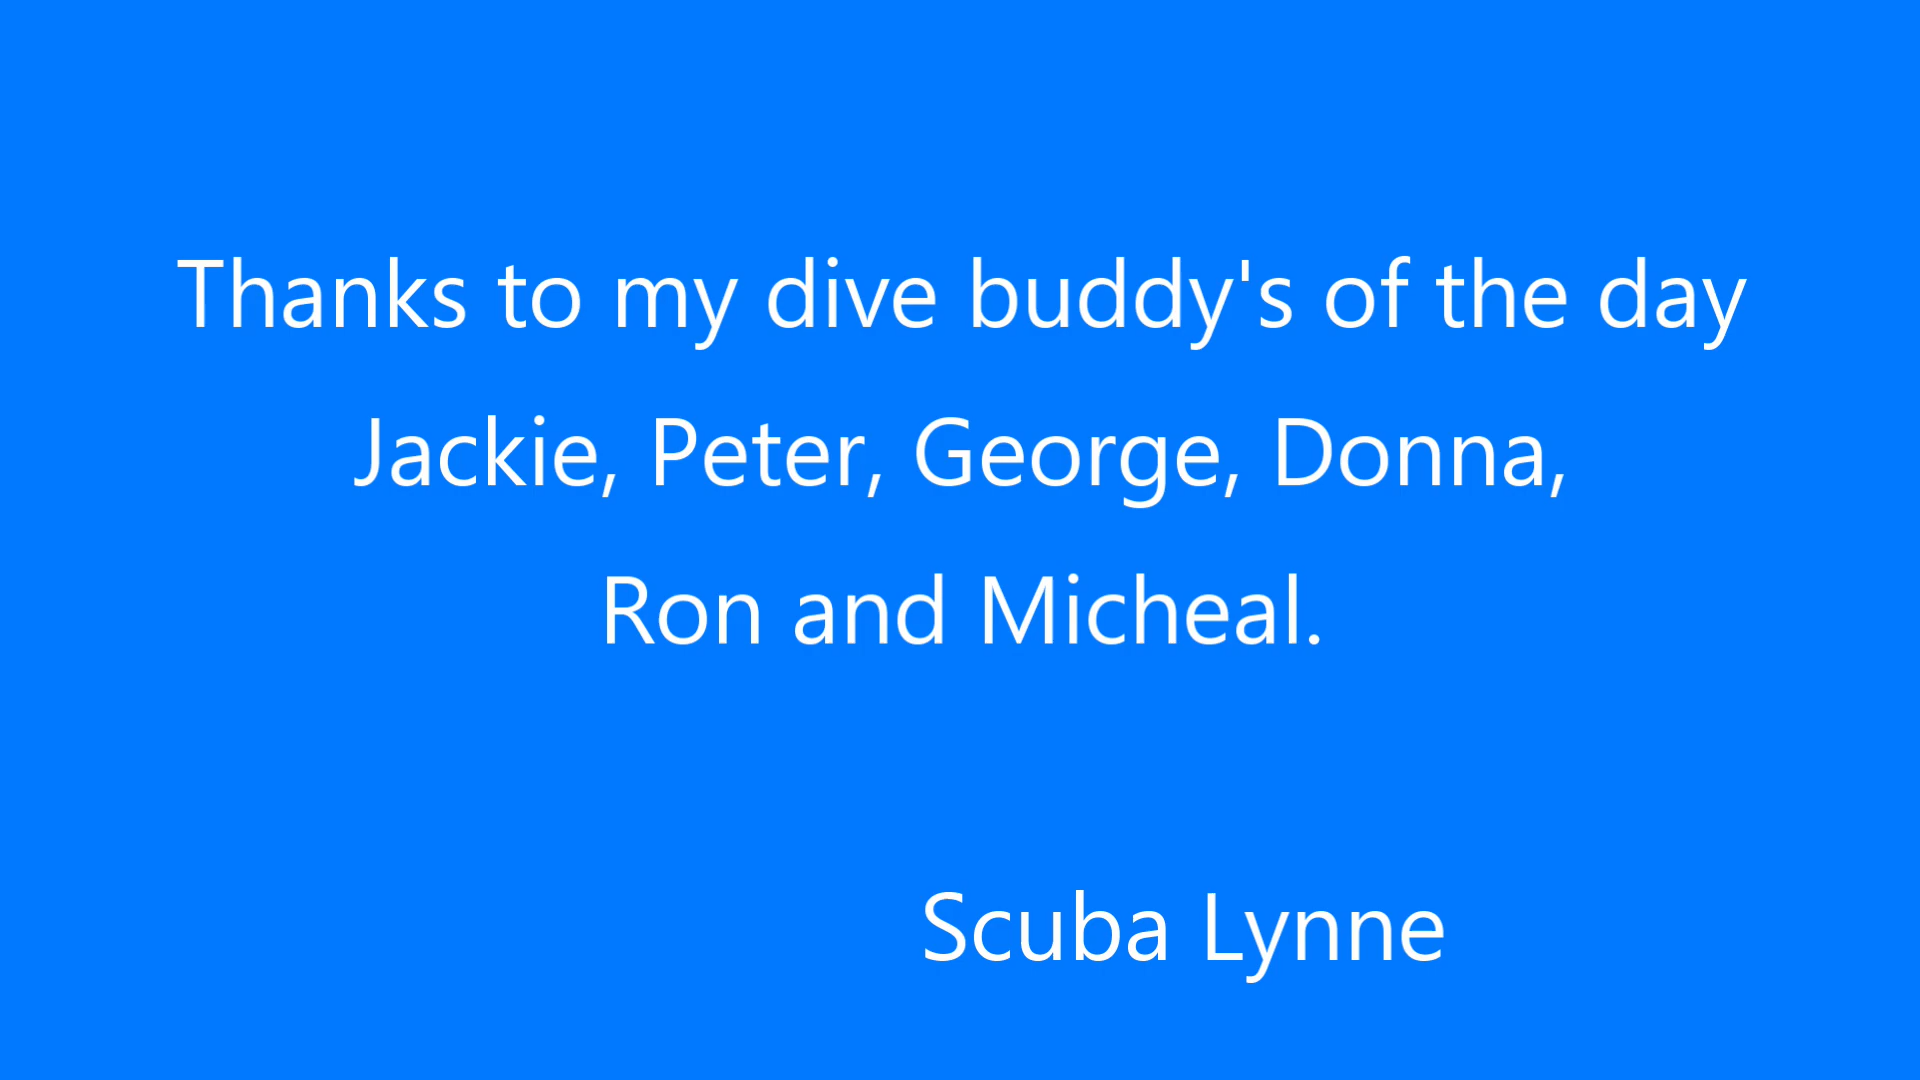 Thanks to my dive buddy's of the day
Jackie, Peter, George, Donna,
Ron and Micheal.
Scuba Lynne